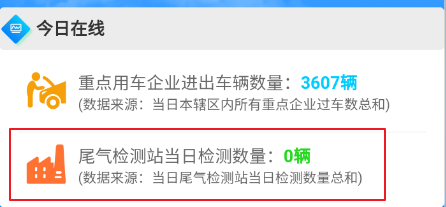 今日在线
重点用车企业进出车辆数量：3607辆
(数据来源：当日本辖区内所有重点企业过车数总和)
尾气检测站当日检测数量：0辆
(数据来源：当日尾气检测站当日检测数量总和)